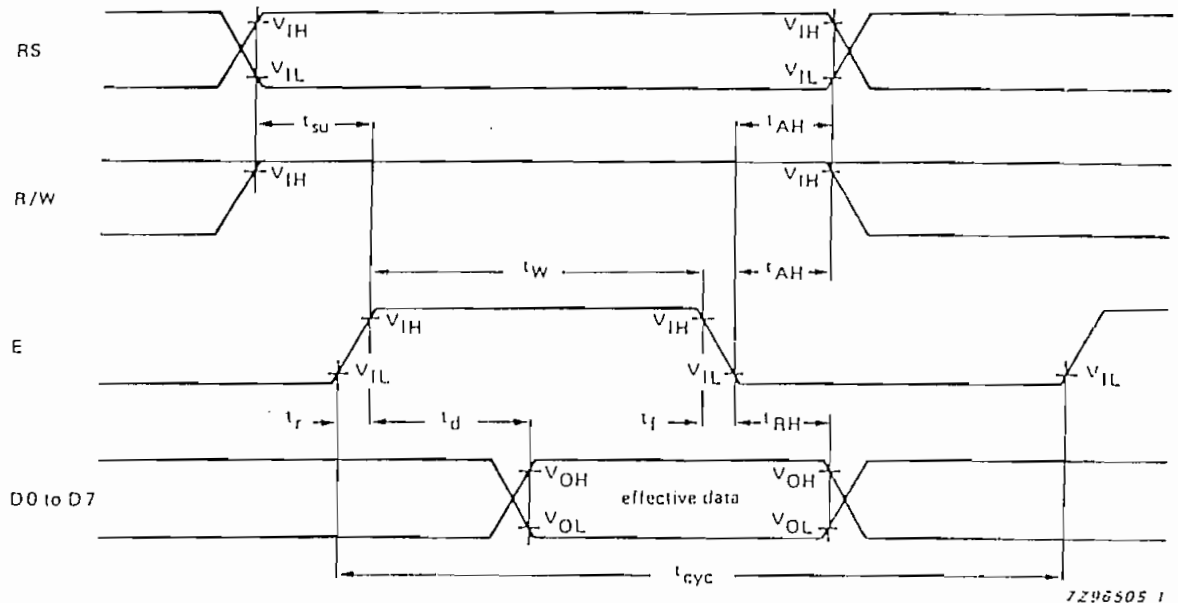 RS
VIH
VIL
VIH
VIL
tsu
tAH
R/W
VIH
VIH
tW
tAH
E
VIH
VIL
VIH
VIL
VIL
tr
td
tf
tRH
D0 to D7
VOH
VOL
effective data
VOH
VOL
tcyc
7Z96505 1